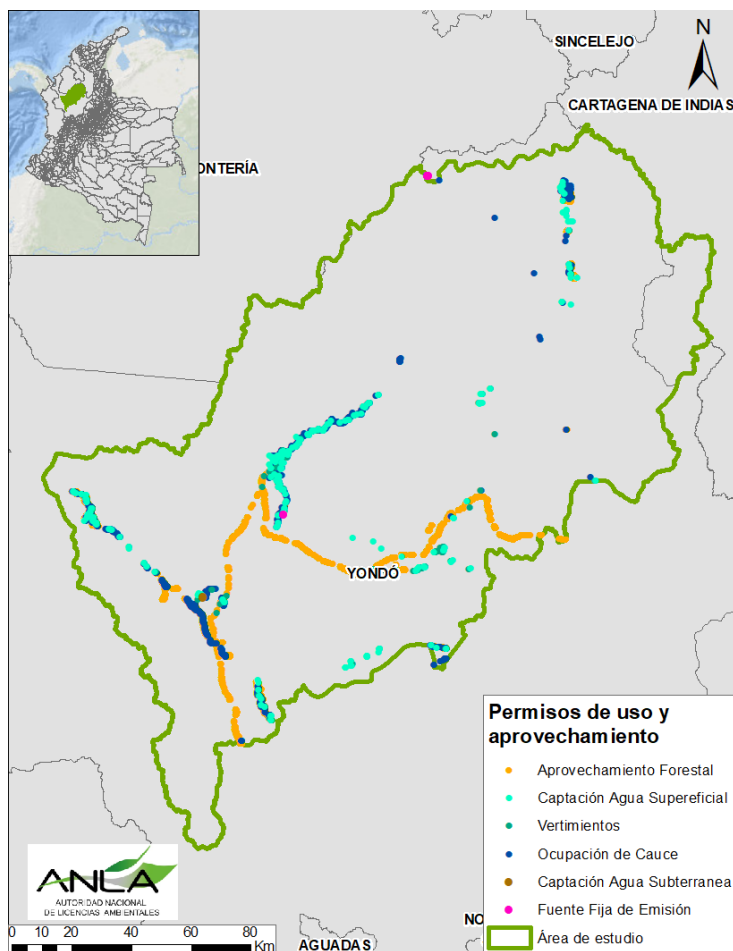 SINCELEJO
N
CARTAGENA DE INDIAS
ONTERÍA
YONDÓ
Permisos de uso y
aprovechamiento
Aprovechamiento Forestal
Captación Agua Supereficial
Vertimientos
Ocupación de Cauce
Captación Agua Subterranea
Fuente Fija de Emisión
Área de estudio
ANLA
AUTORIDAD NACIONAL
DE LICENCIAS AMBIENTALES
0 10 20 40 60 80
Km
NO
AGUADAS